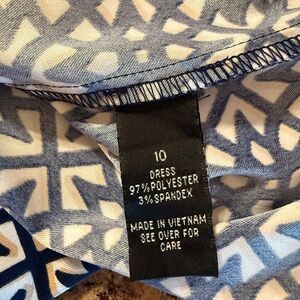 10
DRESS
97% POLYESTER
3% SPANDEX
MADE IN VIETNAM
SEE OVER FOR
CARE